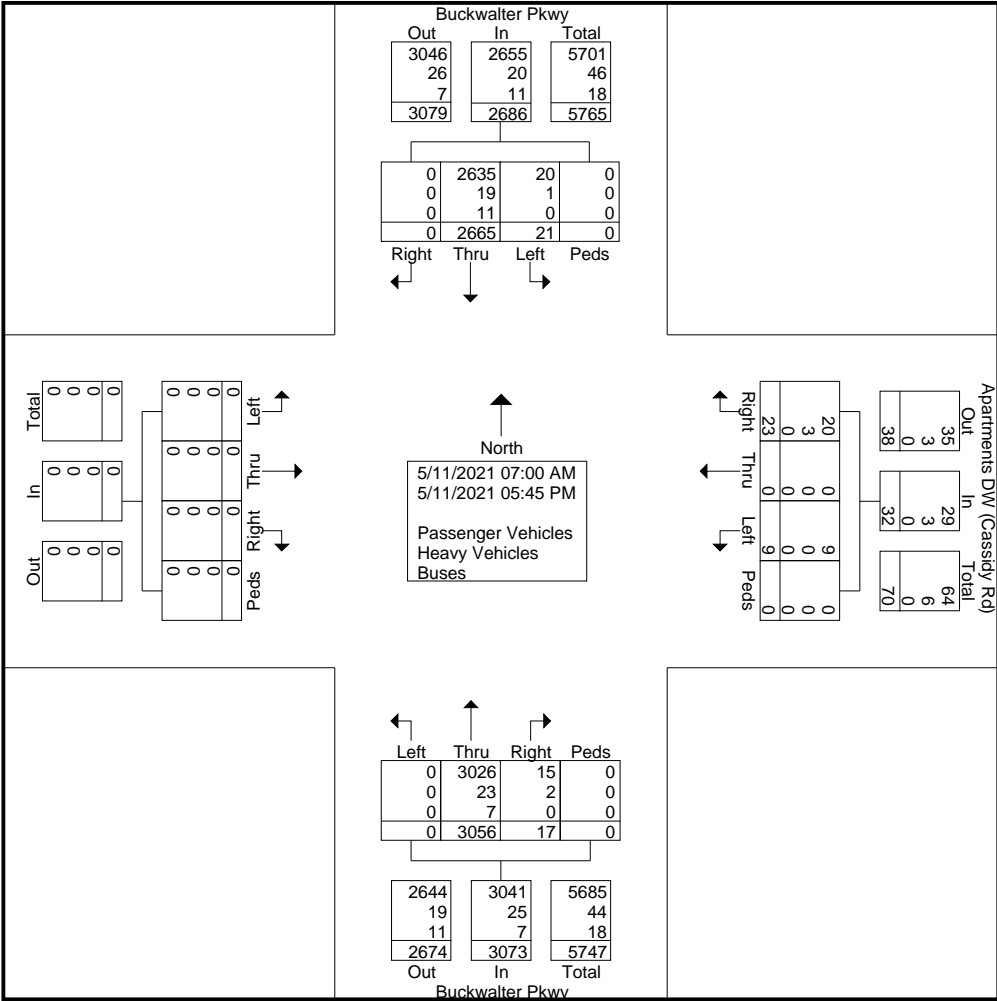 Buckwalter Pkwy
Out In Total
3046 2655 5701
26 20 46
7 11 18
3079 2686 5765
0 2635 20 0
0 19 1 0
0 11 0 0
0 2665 21 0
Right Thru Left Peds
Total
0 0 0 0
In
0 0 0 0
Out
0 0 0 0
Left
0 0 0 0
Thru
0 0 0 0
Right
0 0 0 0
Peds
0 0 0 0
North
5/11/2021 07:00 AM
5/11/2021 05:45 PM
Passenger Vehicles
Heavy Vehicles
Buses
Right
20 3 0 23
Thru
0 0 0 0
Left
9 0 0 9
Peds
0 0 0 0
Apartments DW (Cassidy Rd)
Out
35 3 0 38
In
29 3 0 32
Total
64 6 0 70
Left Thru Right Peds
0 3026 15 0
0 23 2 0
0 7 0 0
0 3056 17 0
2644 3041 5685
19 25 44
11 7 18
2674 3073 5747
Out In Total
Buckwalter Pkwy